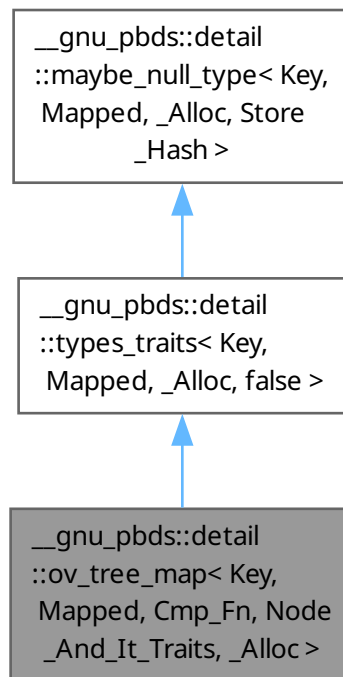 __gnu_pbds::detail
::maybe_null_type< Key,
Mapped, _Alloc, Store
_Hash >
__gnu_pbds::detail
::types_traits< Key,
Mapped, _Alloc, false >
__gnu_pbds::detail
::ov_tree_map< Key,
Mapped, Cmp_Fn, Node
_And_It_Traits, _Alloc >